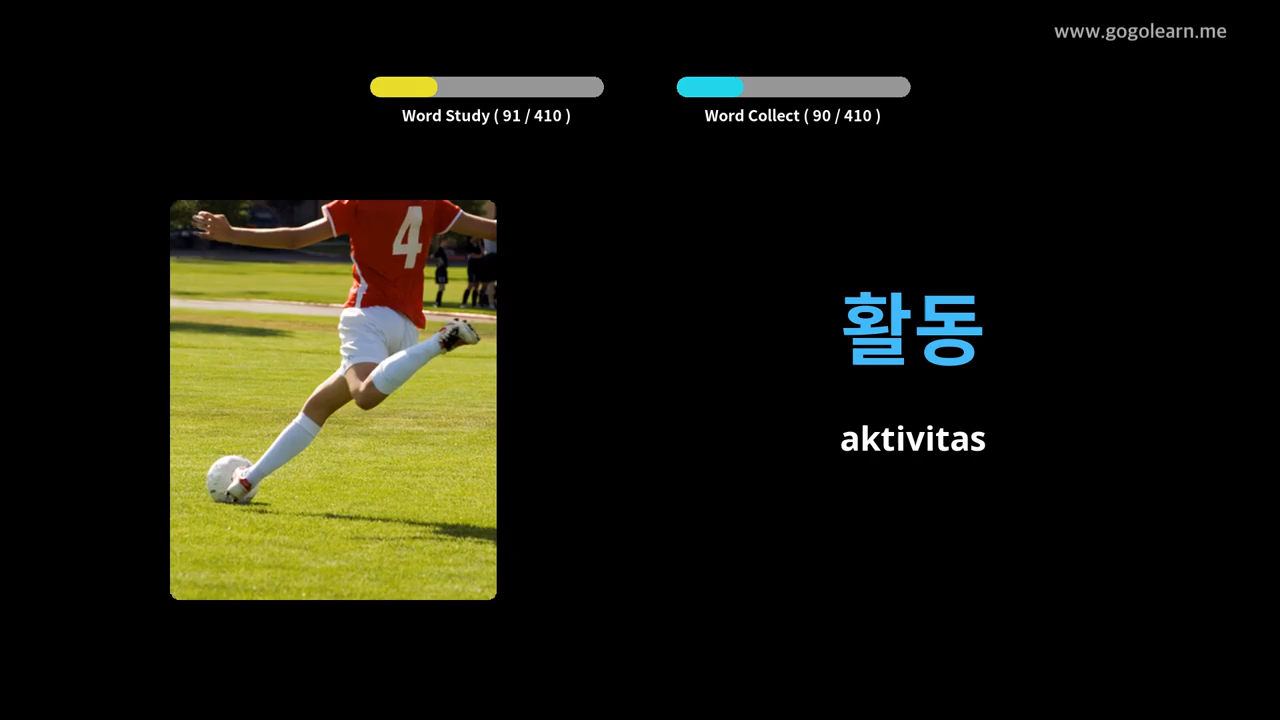 www.gogolearn.me
Word Study ( 91 / 410 )
Word Collect ( 90 / 410 )
4
활동
aktivitas